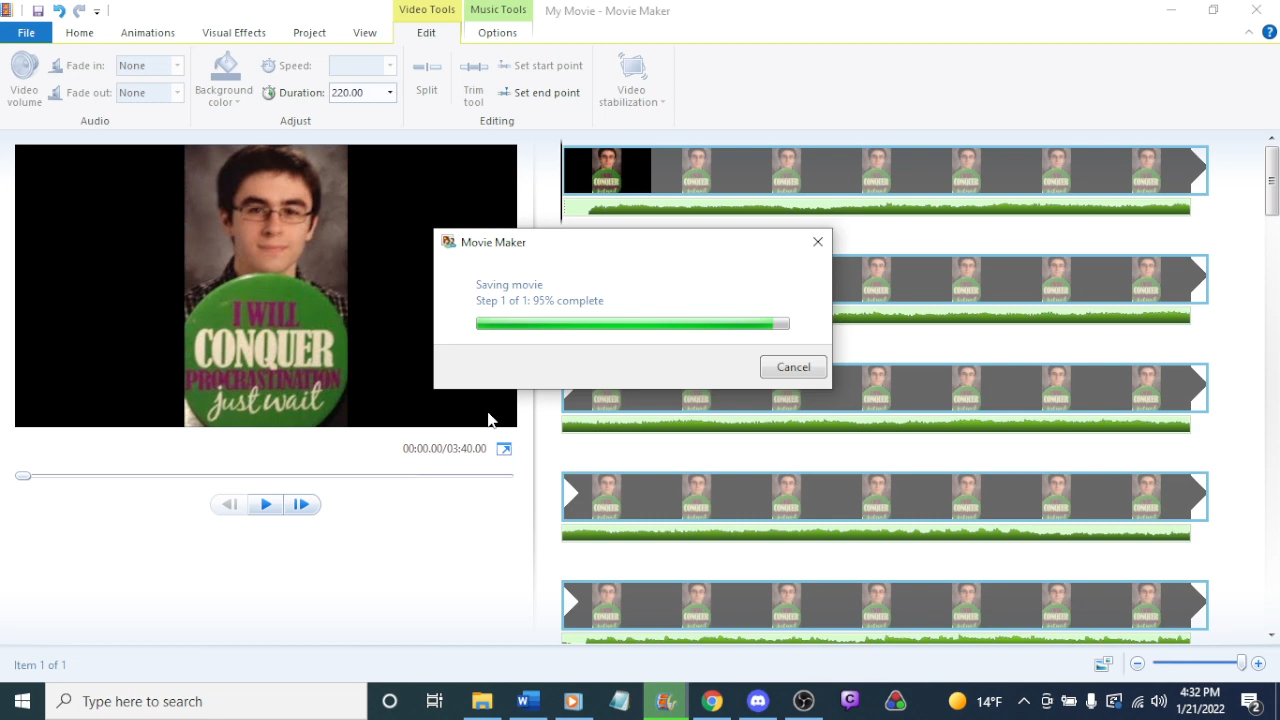 Video Tools Music Tools My Movie - Movie Maker
File Home Animations Visual Effects Project View Edit Options
Video volume
Fade in: None
Fade out: None
Audio
Background color
Speed:
Duration: 220.00
Adjust
Split
Trim tool
Set start point
Set end point
Editing
Video stabilization
I WILL
CONQUER
PROCRASTINATION
just wait
Movie Maker
Saving movie
Step 1 of 1: 95% complete
Cancel
00:00.00/03:40.00
Item 1 of 1
Type here to search
14°F
4:32 PM
1/21/2022
2